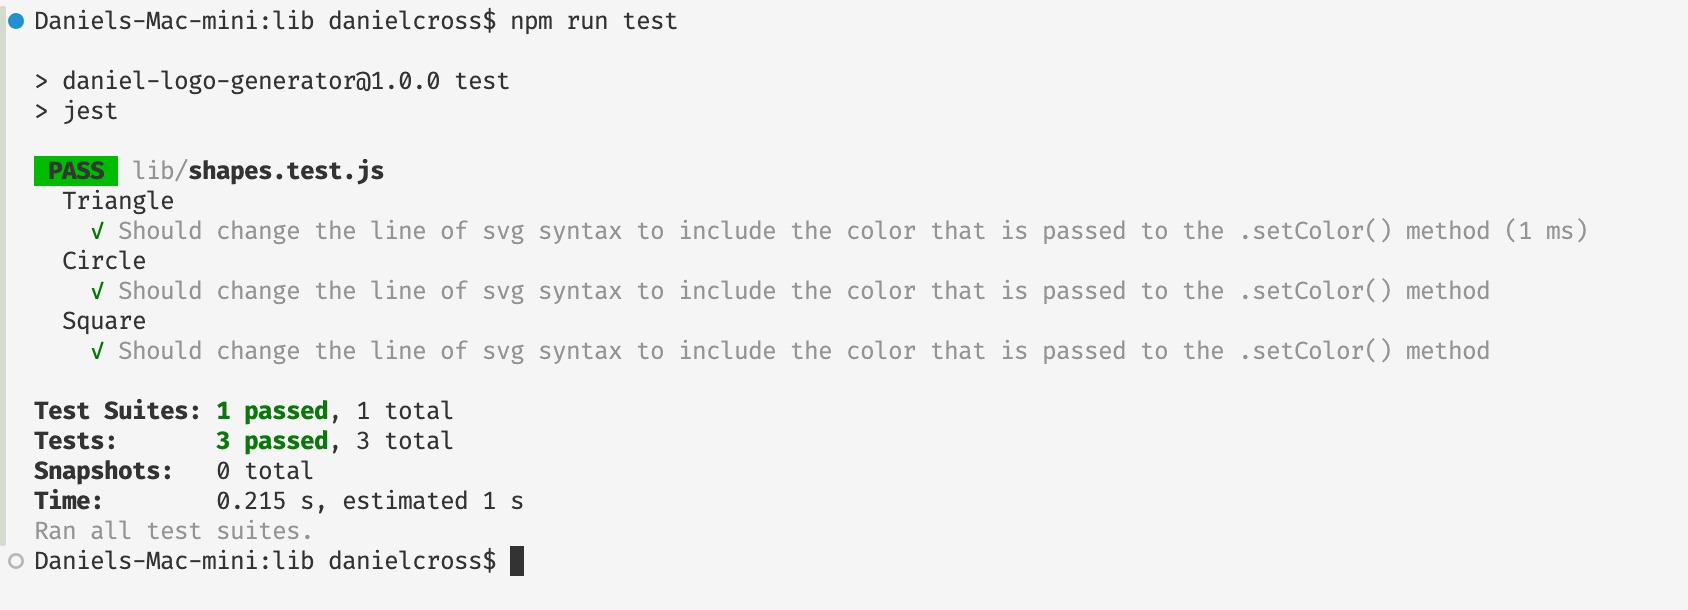 Daniels-Mac-mini:lib danielcross$ npm run test
> daniel-logo-generator@1.0.0 test
> jest
PASS lib/shapes.test.js
Triangle
√ Should change the line of svg syntax to include the color that is passed to the .setColor() method (1 ms)
Circle
√ Should change the line of svg syntax to include the color that is passed to the .setColor() method
Square
√ Should change the line of svg syntax to include the color that is passed to the .setColor() method
Test Suites: 1 passed, 1 total
Tests: 3 passed, 3 total
Snapshots: 0 total
Time: 0.215 s, estimated 1 s
Ran all test suites.
Daniels-Mac-mini:lib danielcross$